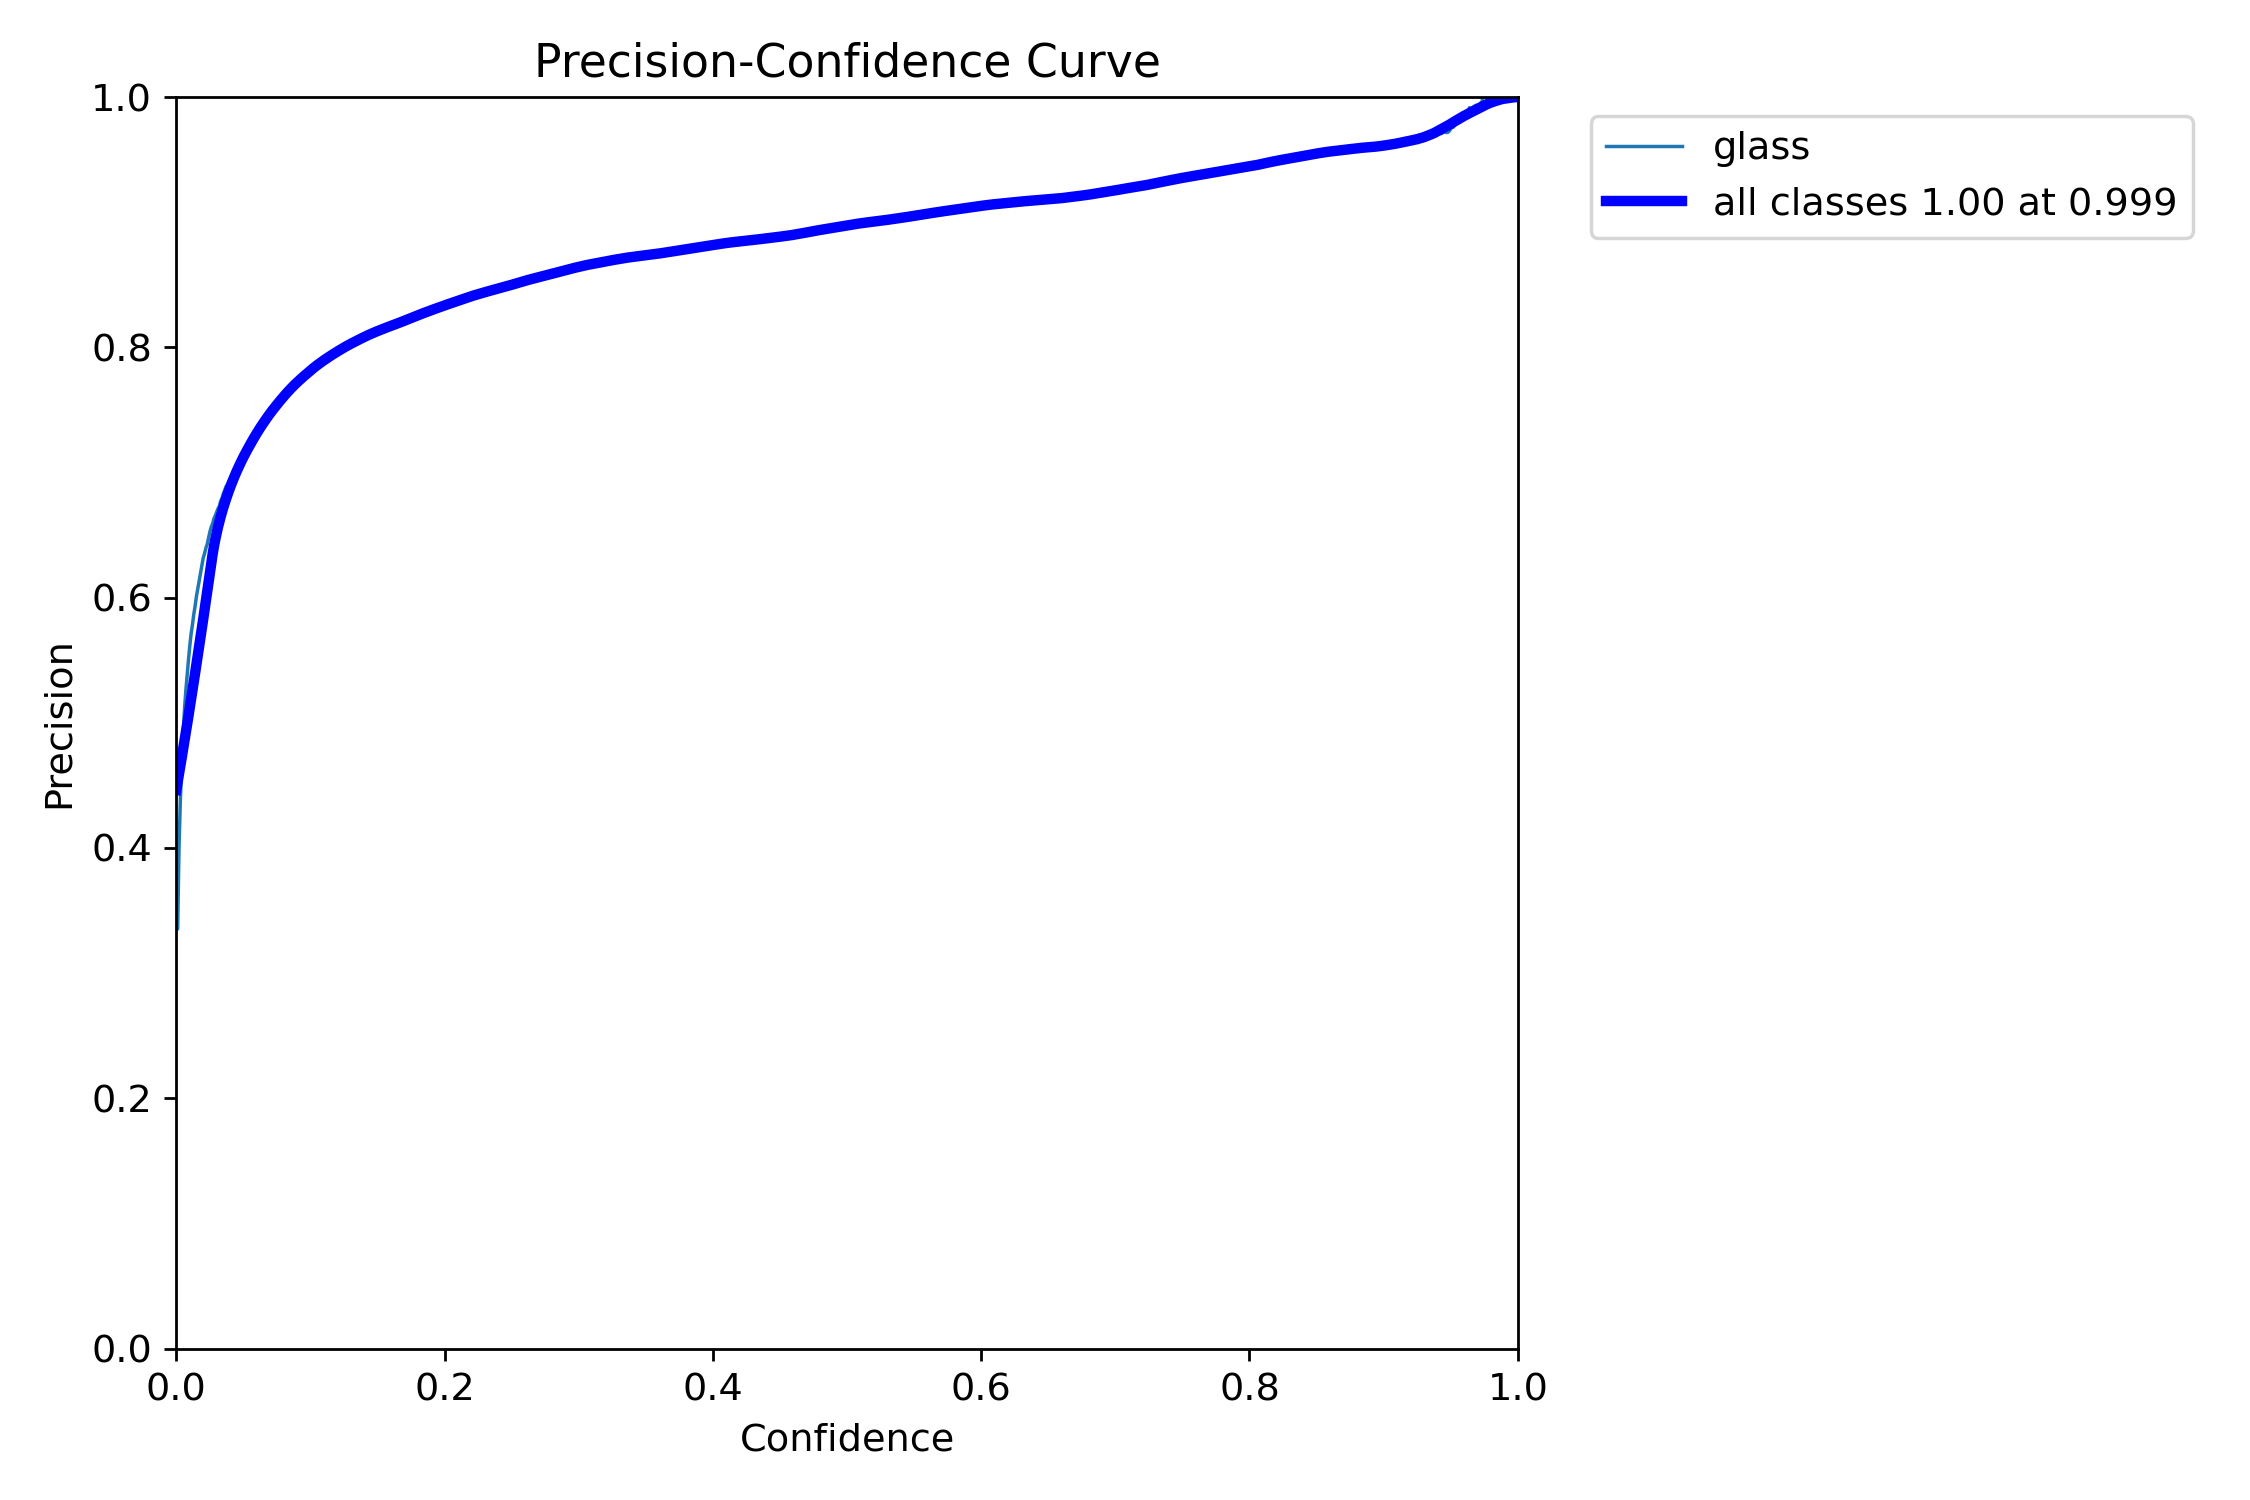 Precision-Confidence Curve
1.0
0.8
0.6
0.4
0.2
0.0
Precision
0.0 0.2 0.4 0.6 0.8 1.0
Confidence
glass
all classes 1.00 at 0.999